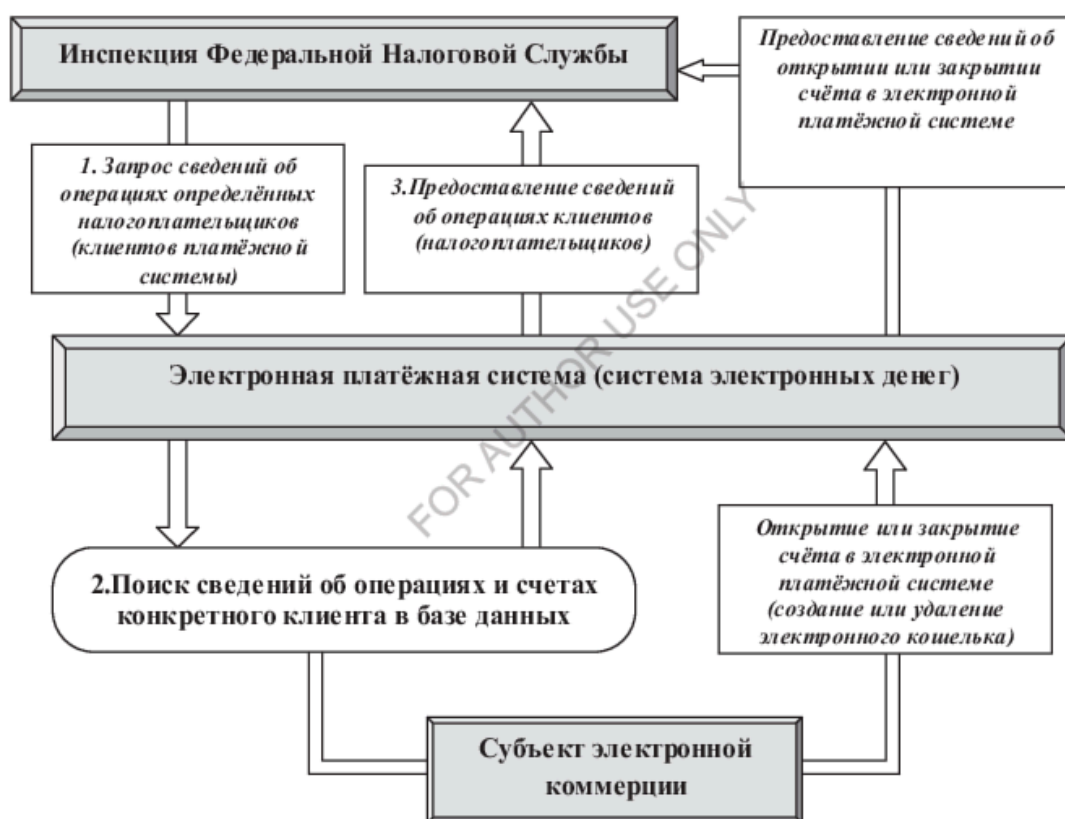 Инспекция Федеральной Налоговой Службы
Предоставление сведений об
открытии или закрытии
счёта в электронной
платёжной системе
1. Запрос сведений об
операциях определённых
налогоплательщиков
(клиентов платёжной
системы)
3.Предоставление сведений
об операциях клиентов
(налогоплательщиков)
FOR AUTHOR USE ONLY
Электронная платёжная система (система электронных денег)
2.Поиск сведений об операциях и счетах
конкретного клиента в базе данных
Открытие или закрытие
счёта в электронной
платёжной системе
(создание или удаление
электронного кошелька)
Субъект электронной
коммерции